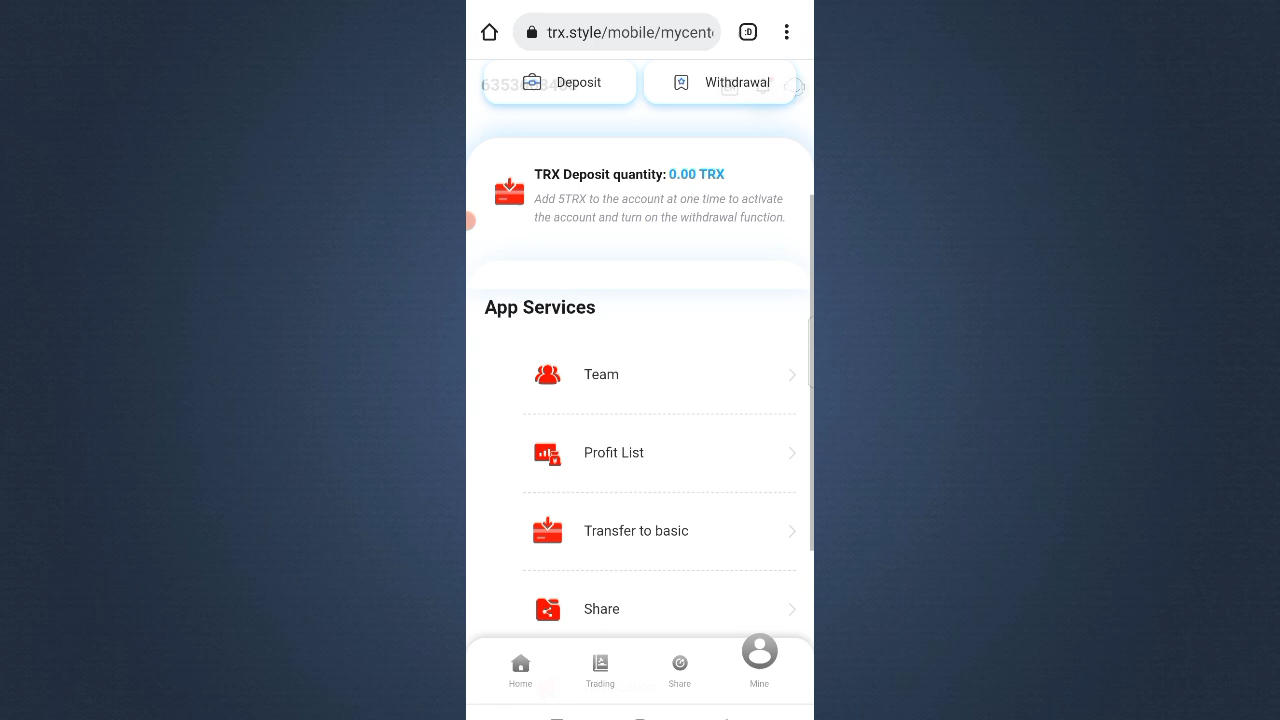 trx.style/mobile/mycent
Deposit
Withdrawal
TRX Deposit quantity: 0.00 TRX
Add 5TRX to the account at one time to activate
the account and turn on the withdrawal function.
App Services
Team
Profit List
Transfer to basic
Share
Home
Trading
Share
Mine